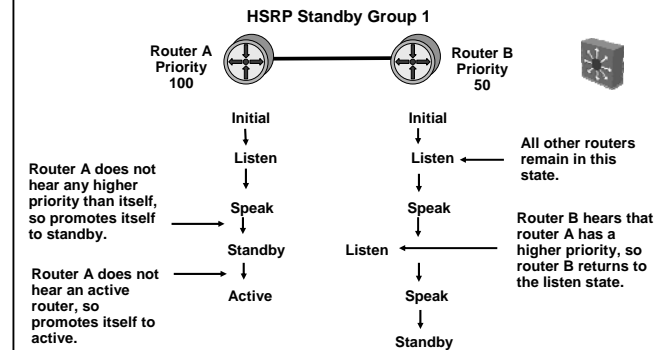 HSRP Standby Group 1
Router A
Priority
100
Router B
Priority
50
Initial
Listen
Speak
Standby
Active
Router A does not
hear any higher
priority than itself,
so promotes itself
to standby.
Router A does not
hear an active
router, so
promotes itself to
active.
Initial
Listen
Speak
Listen
Speak
Standby
All other routers
remain in this
state.
Router B hears that
router A has a
higher priority, so
router B returns to
the listen state.